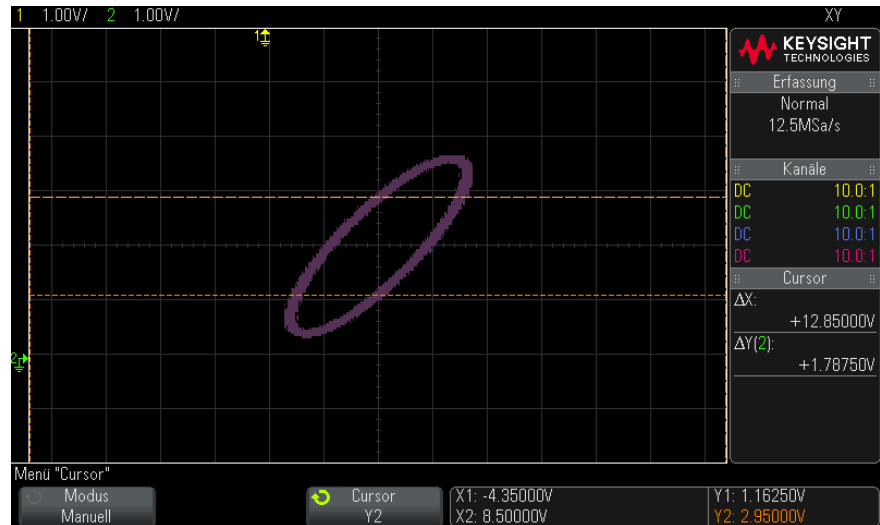 1 1.00V/ 2 1.00V/ XY
1
KEYSIGHT
TECHNOLOGIES
Erfassung
Normal
12.5MSa/s
Kanäle
DC 10.0:1
DC 10.0:1
DC 10.0:1
DC 10.0:1
Cursor
ΔX:
+12.85000V
ΔY(2):
+1.78750V
2
Menü "Cursor"
Modus
Manuell
Cursor
Y2
X1: -4.35000V
X2: 8.50000V
Y1: 1.16250V
Y2: 2.95000V